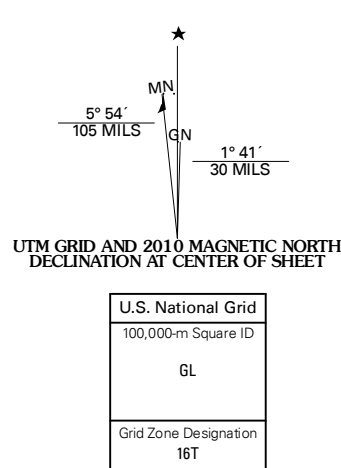 ★
MN.
5° 54´
105 MILS
GN
1° 41´
30 MILS
UTM GRID AND 2010 MAGNETIC NORTH
DECLINATION AT CENTER OF SHEET
U.S. National Grid
100,000-m Square ID
GL
Grid Zone Designation
16T